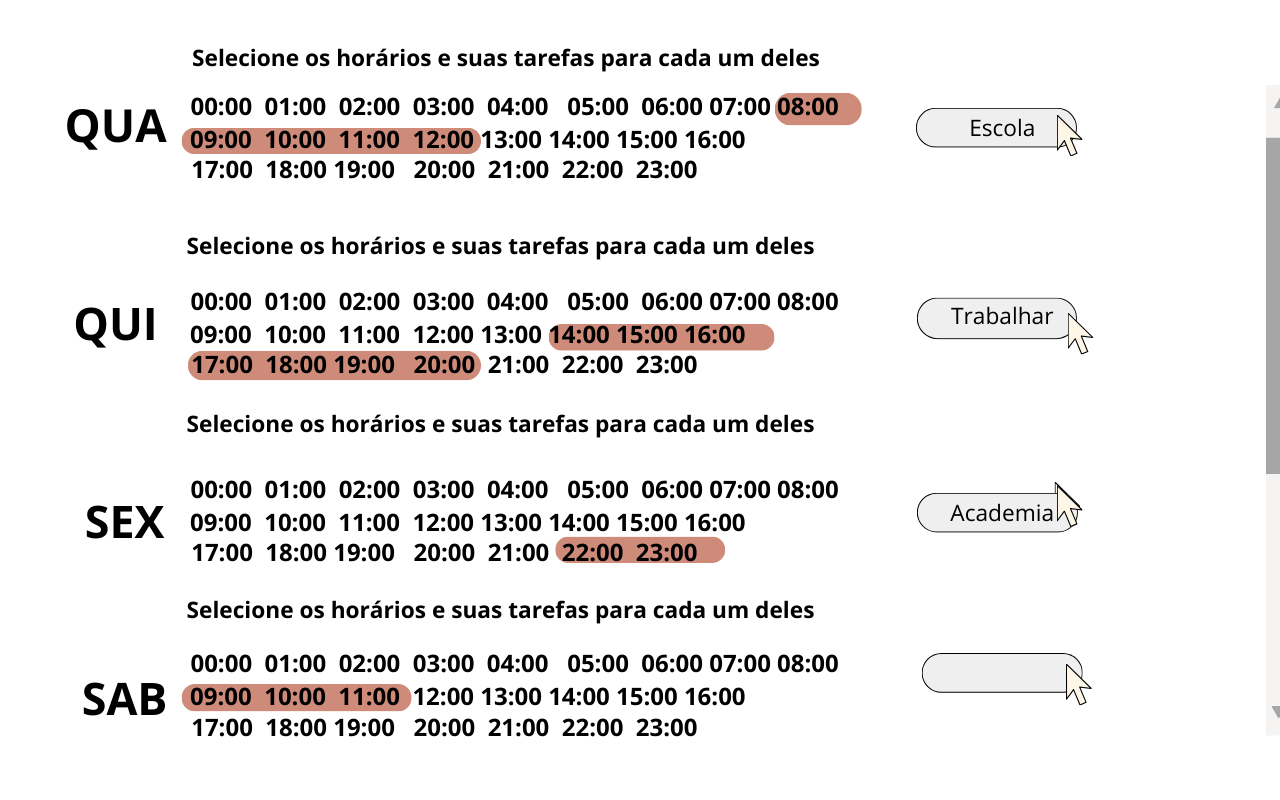 Selecione os horários e suas tarefas para cada um deles
QUA
00:00 01:00 02:00 03:00 04:00 05:00 06:00 07:00 08:00
09:00 10:00 11:00 12:00 13:00 14:00 15:00 16:00
17:00 18:00 19:00 20:00 21:00 22:00 23:00
Escola
Selecione os horários e suas tarefas para cada um deles
QUI
00:00 01:00 02:00 03:00 04:00 05:00 06:00 07:00 08:00
09:00 10:00 11:00 12:00 13:00 14:00 15:00 16:00
17:00 18:00 19:00 20:00 21:00 22:00 23:00
Trabalhar
Selecione os horários e suas tarefas para cada um deles
SEX
00:00 01:00 02:00 03:00 04:00 05:00 06:00 07:00 08:00
09:00 10:00 11:00 12:00 13:00 14:00 15:00 16:00
17:00 18:00 19:00 20:00 21:00 22:00 23:00
Academia
Selecione os horários e suas tarefas para cada um deles
SAB
00:00 01:00 02:00 03:00 04:00 05:00 06:00 07:00 08:00
09:00 10:00 11:00 12:00 13:00 14:00 15:00 16:00
17:00 18:00 19:00 20:00 21:00 22:00 23:00